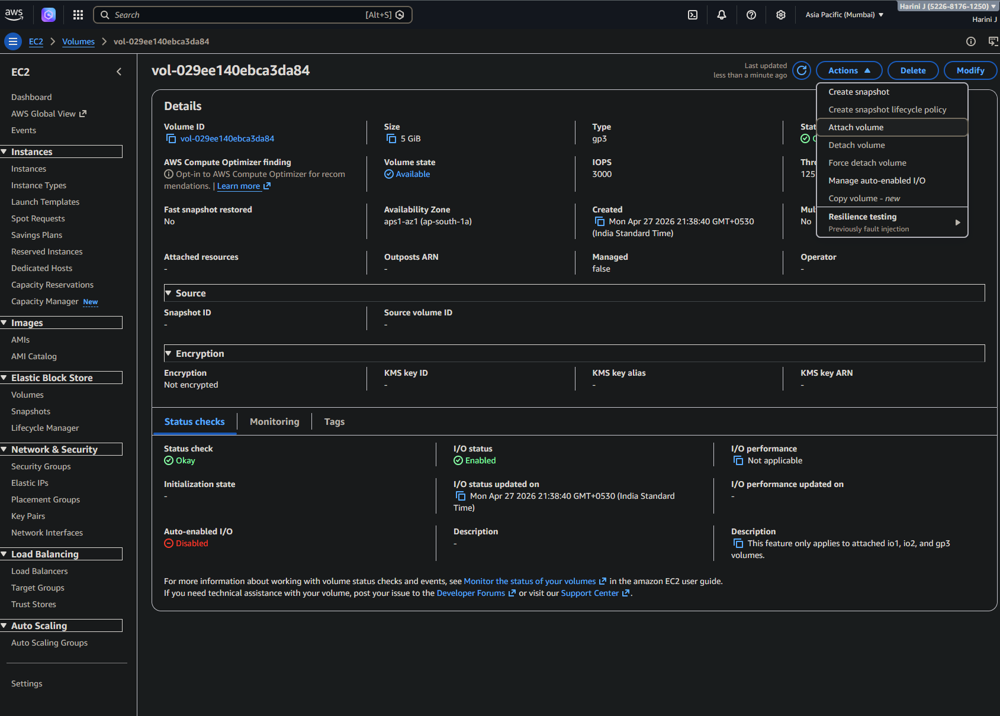 aws
Search
[Alt+S]
Asia Pacific (Mumbai)
Harini J (5226-8176-1250)
Harini J
EC2
Volumes
vol-029ee140ebca3da84
EC2
Dashboard
AWS Global View
Events
Instances
Instances
Instance Types
Launch Templates
Spot Requests
Savings Plans
Reserved Instances
Dedicated Hosts
Capacity Reservations
Capacity Manager New
Images
AMIs
AMI Catalog
Elastic Block Store
Volumes
Snapshots
Lifecycle Manager
Network & Security
Security Groups
Elastic IPs
Placement Groups
Key Pairs
Network Interfaces
Load Balancing
Load Balancers
Target Groups
Trust Stores
Auto Scaling
Auto Scaling Groups
Settings
vol-029ee140ebca3da84
Last updated
less than a minute ago
Actions
Delete
Modify
Create snapshot
Create snapshot lifecycle policy
Attach volume
Detach volume
Force detach volume
Manage auto-enabled I/O
Copy volume - new
Resilience testing
Previously fault injection
Details
Volume ID
vol-029ee140ebca3da84
Size
5 GiB
Type
gp3
AWS Compute Optimizer finding
Opt-in to AWS Compute Optimizer for recom
mendations. | Learn more
Volume state
Available
IOPS
3000
125
Fast snapshot restored
No
Availability Zone
aps1-az1 (ap-south-1a)
Created
Mon Apr 27 2026 21:38:40 GMT+0530
(India Standard Time)
No
Attached resources
-
Outposts ARN
-
Managed
false
Operator
-
Source
Snapshot ID
-
Source volume ID
-
Encryption
Encryption
Not encrypted
KMS key ID
-
KMS key alias
-
KMS key ARN
-
Status checks
Monitoring
Tags
Status check
Okay
I/O status
Enabled
I/O performance
Not applicable
Initialization state
-
I/O status updated on
Mon Apr 27 2026 21:38:40 GMT+0530 (India Standard
Time)
I/O performance updated on
-
Auto-enabled I/O
Disabled
Description
-
Description
This feature only applies to attached io1, io2, and gp3
volumes.
For more information about working with volume status checks and events, see Monitor the status of your volumes in the amazon EC2 user guide.
If you need technical assistance with your volume, post your issue to the Developer Forums or visit our Support Center.